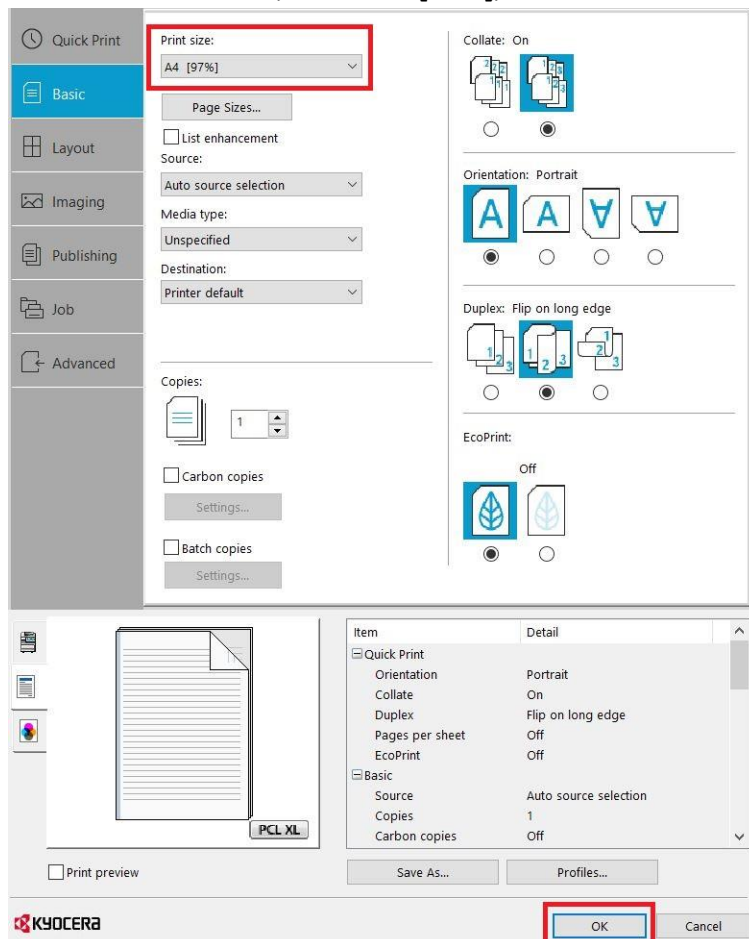 Quick Print
Basic
Layout
Imaging
Publishing
Job
Advanced
Print size:
A4 [97%]
Page Sizes...
List enhancement
Source:
Auto source selection
Media type:
Unspecified
Destination:
Printer default
Copies:
1
Carbon copies
Settings...
Batch copies
Settings...
Collate: On
Orientation: Portrait
A A A A
Duplex: Flip on long edge
1 2 3 1 2 3 1 2 3
EcoPrint:
Off
PCL XL
Print preview
Item Detail
Quick Print
Orientation Portrait
Collate On
Duplex Flip on long edge
Pages per sheet Off
EcoPrint Off
Basic
Source Auto source selection
Copies 1
Carbon copies Off
Save As... Profiles...
KYOCERA
OK Cancel